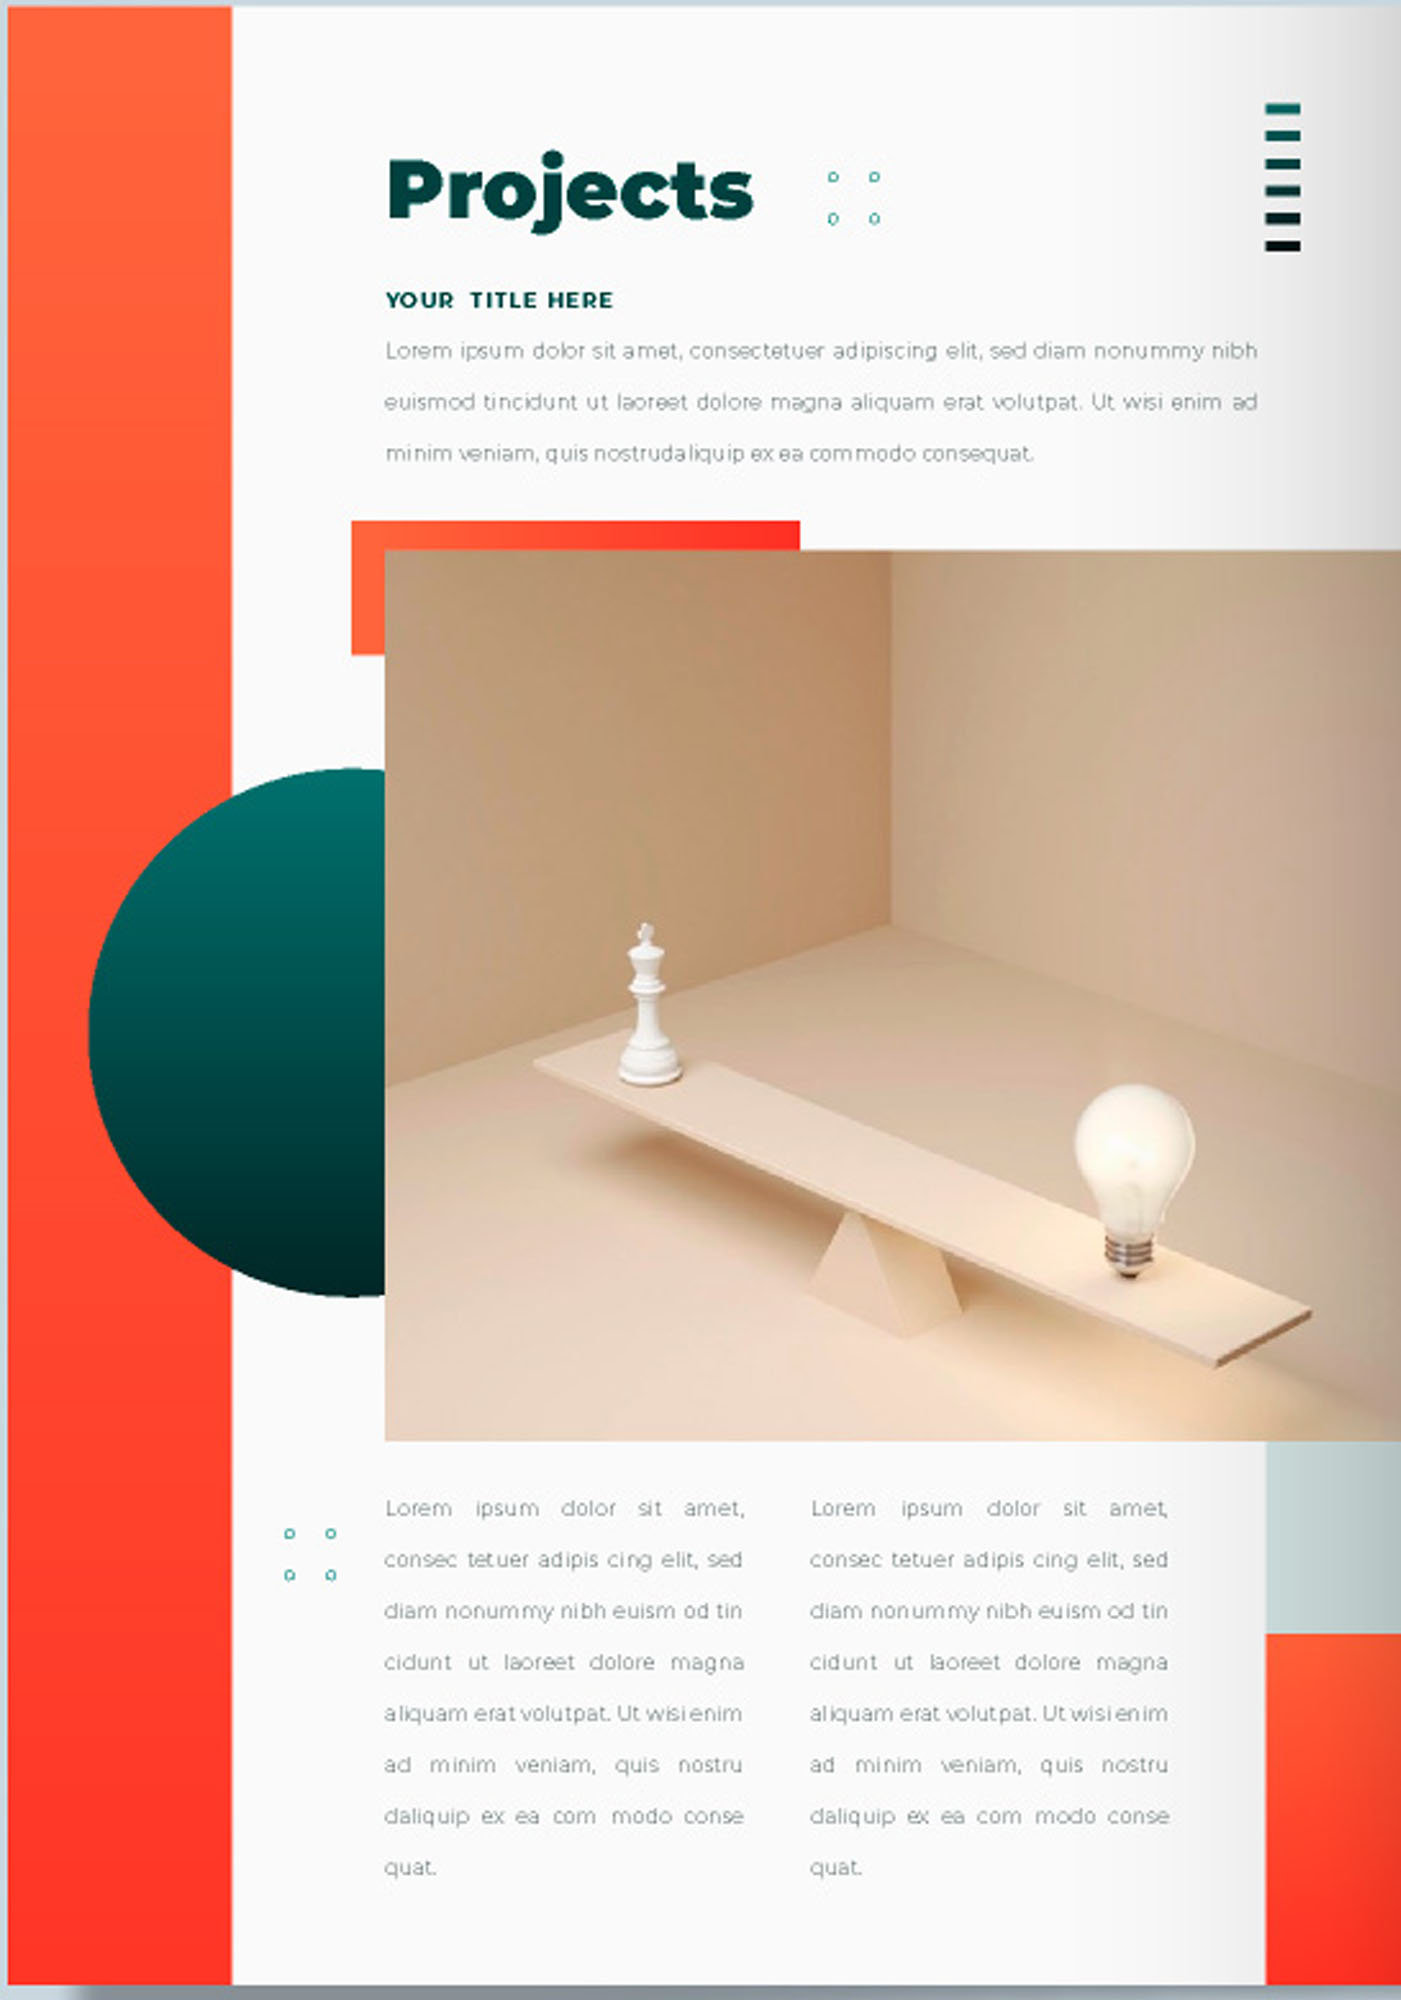 Projects
YOUR TITLE HERE
Lorem ipsum dolor sit amet, consectetuer adipiscing elit, sed diam nonummy nibh
euismod tincidunt ut laoreet dolore magna aliquam erat volutpat. Ut wisi enim ad
minim veniam, quis nostrudaliquip ex ea commodo consequat.
Lorem ipsum dolor sit amet,
consec tetuer adipis cing elit, sed
diam nonummy nibh euism od tin
cidunt ut laoreet dolore magna
aliquam erat volutpat. Ut wisi enim
ad minim veniam, quis nostru
daliquip ex ea com modo conse
quat.
Lorem ipsum dolor sit amet,
consec tetuer adipis cing elit, sed
diam nonummy nibh euism od tin
cidunt ut laoreet dolore magna
aliquam erat volutpat. Ut wisi enim
ad minim veniam, quis nostru
daliquip ex ea com modo conse
quat.